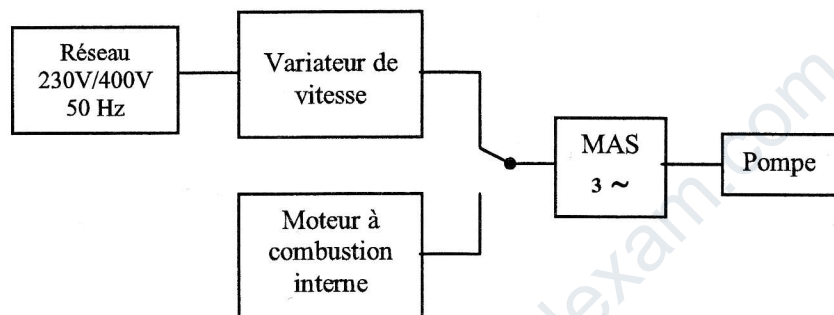 Réseau
230V/400V
50 Hz
Variateur de
vitesse
MAS
3 ~
Pompe
Moteur à
combustion
interne